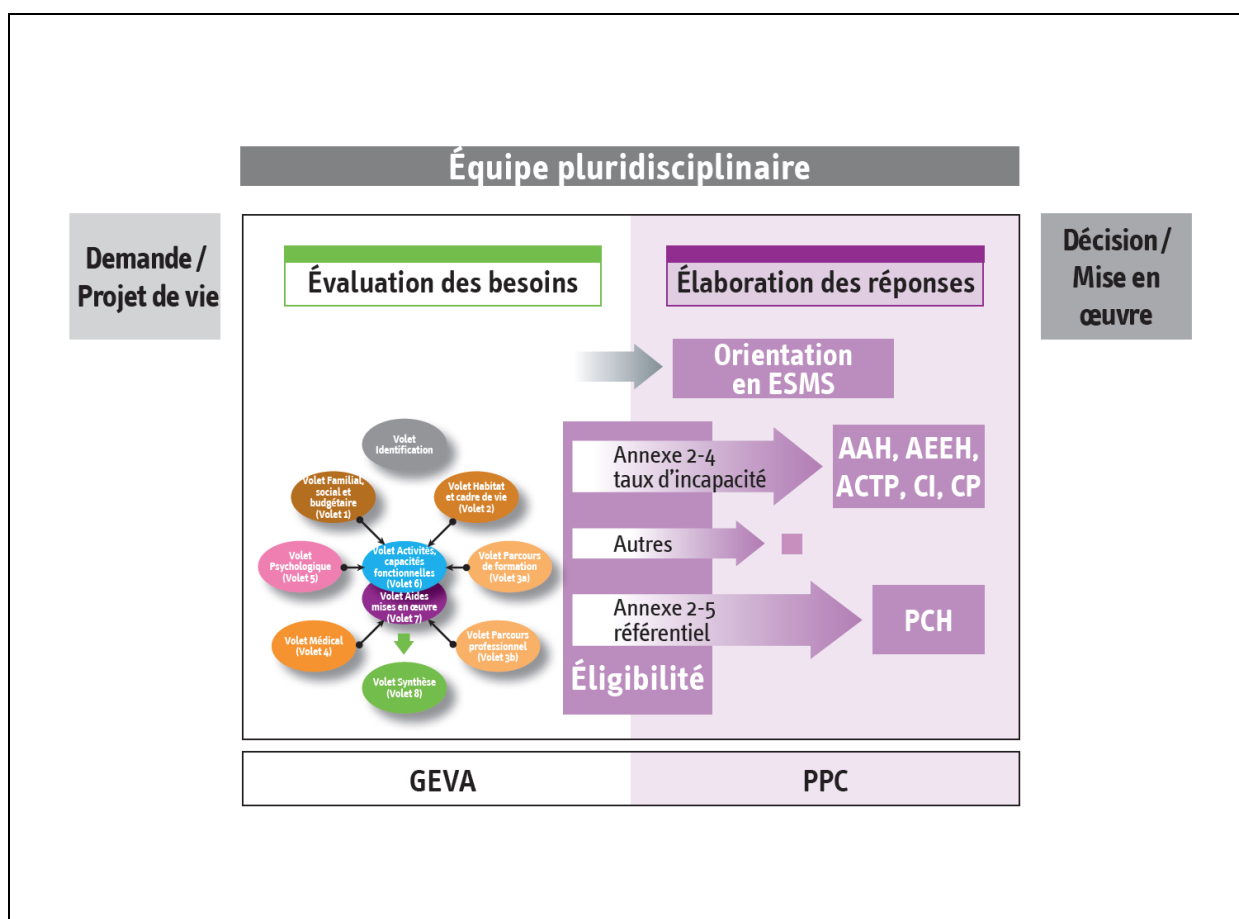 Équipe pluridisciplinaire
Demande /
Projet de vie
Évaluation des besoins
Élaboration des réponses
Décision /
Mise en
œuvre
Orientation
en ESMS
Volet
Identification
Volet Familial,
social et
budgétaire
(Volet 1)
Volet Habitat
et cadre de vie
(Volet 2)
Volet
Psychologique
(Volet 5)
Volet Activités,
capacités
fonctionnelles
(Volet 6)
Volet Parcours
de formation
(Volet 3a)
Volet Aides
mises en œuvre
(Volet 7)
Volet Médical
(Volet 4)
Volet Parcours
professionnel
(Volet 3b)
Volet Synthèse
(Volet 8)
Annexe 2-4
taux d'incapacité
AAH, AEEH,
ACTP, CI, CP
Autres
Annexe 2-5
référentiel
PCH
Éligibilité
GEVA
PPC